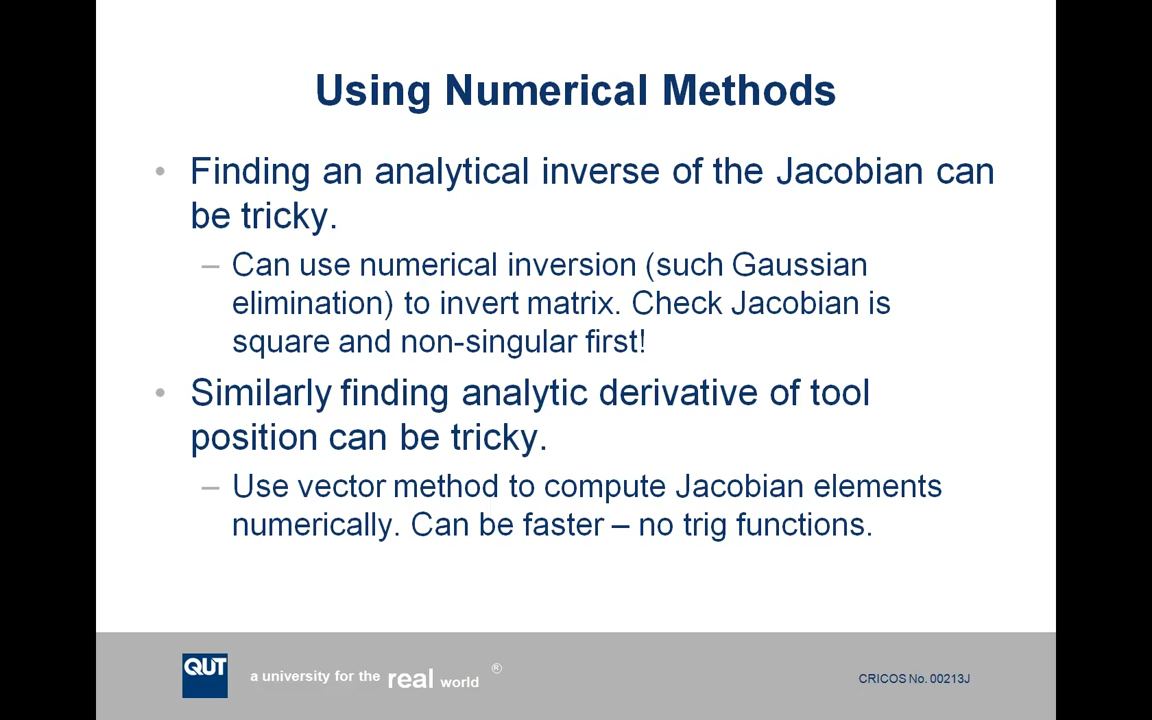 Using Numerical Methods
• Finding an analytical inverse of the Jacobian can
be tricky.
– Can use numerical inversion (such Gaussian
elimination) to invert matrix. Check Jacobian is
square and non-singular first!
• Similarly finding analytic derivative of tool
position can be tricky.
– Use vector method to compute Jacobian elements
numerically. Can be faster – no trig functions.
QUT
a university for the real world ®
CRICOS No. 00213J